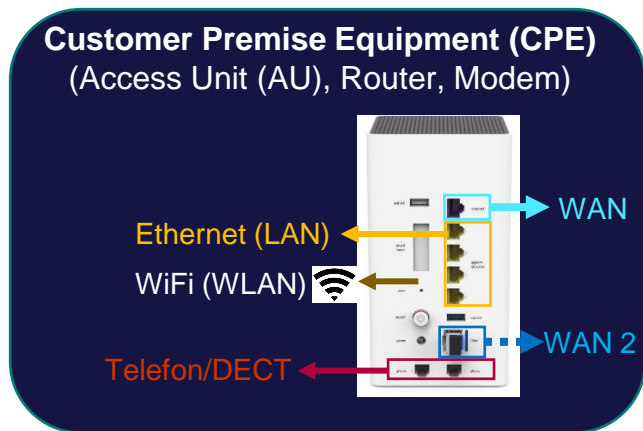 Customer Premise Equipment (CPE)
(Access Unit (AU), Router, Modem)
WAN
Ethernet (LAN)
WiFi (WLAN)
WAN 2
Telefon/DECT